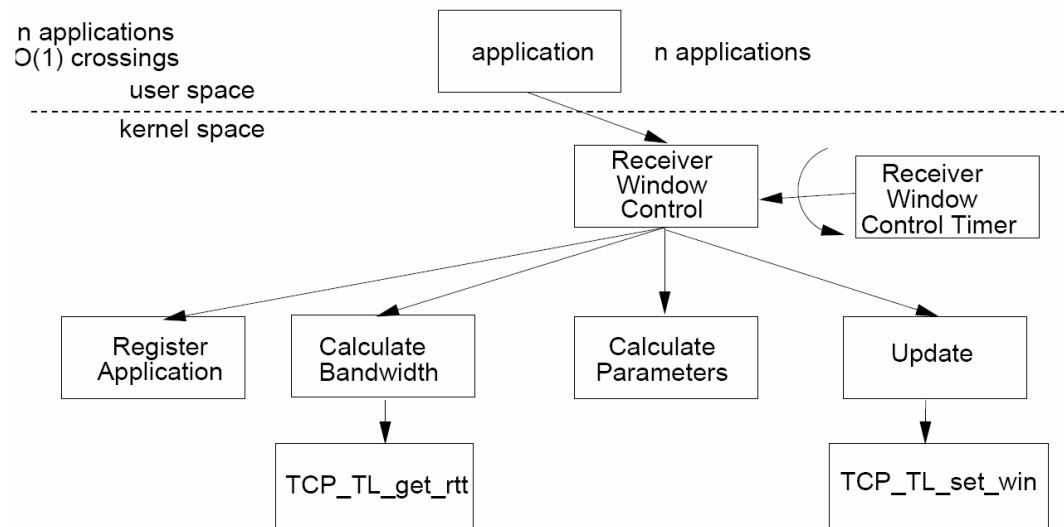 n applications
O(1) crossings
application
n applications
user space
kernel space
Receiver
Window
Control
Receiver
Window
Control Timer
Register
Application
Calculate
Bandwidth
Calculate
Parameters
Update
TCP_TL_get_rtt
TCP_TL_set_win